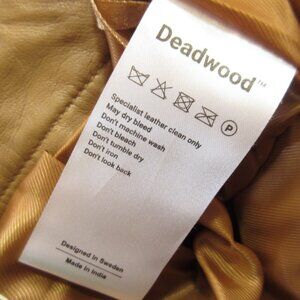 Deadwood™
P
Specialist leather clean only
May dry bleed
Don't machine wash
Don't bleach
Don't tumble dry
Don't iron
Don't look back
Designed in Sweden
Made in India